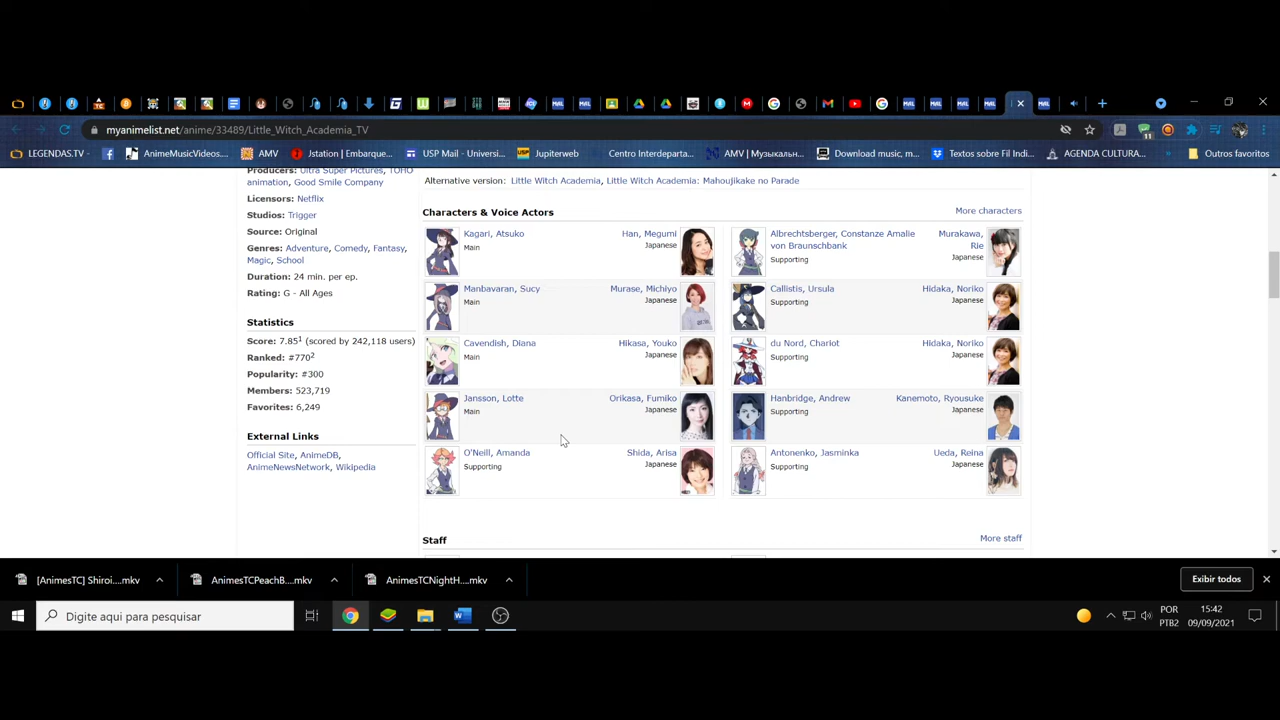 myanimelist.net/anime/33489/Little_Witch_Academia_TV
LEGENDAS.TV - AnimeMusicVideos... AMV Jstation | Embarque... USP Mail - Universi... Jupiterweb Centro Interdeparta... AMV | Музыкальн... Download music, m... Textos sobre Fil Indi... AGENDA CULTURA... Outros favoritos
Producers: Ultra Super Pictures, TOHO
animation, Good Smile Company
Licensors: Netflix
Studios: Trigger
Source: Original
Genres: Adventure, Comedy, Fantasy,
Magic, School
Duration: 24 min. per ep.
Rating: G - All Ages
Statistics
Score: 7.85¹ (scored by 242,118 users)
Ranked: #770²
Popularity: #300
Members: 523,719
Favorites: 6,249
External Links
Official Site, AnimeDB,
AnimeNewsNetwork, Wikipedia
Alternative version: Little Witch Academia, Little Witch Academia: Mahoujikake no Parade
Characters & Voice Actors
More characters
Kagari, Atsuko Han, Megumi
Main Japanese
Manbavaran, Sucy Murase, Michiyo
Main Japanese
Cavendish, Diana Hikasa, Youko
Main Japanese
Jansson, Lotte Orikasa, Fumiko
Main Japanese
O'Neill, Amanda Shida, Arisa
Supporting Japanese
Albrechtsberger, Constanze Amalie Murakawa,
von Braunschbank Rie
Supporting Japanese
Callistis, Ursula Hidaka, Noriko
Supporting Japanese
du Nord, Chariot Hidaka, Noriko
Supporting Japanese
Hanbridge, Andrew Kanemoto, Ryousuke
Supporting Japanese
Antonenko, Jasminka Ueda, Reina
Supporting Japanese
Staff
More staff
[AnimesTC] Shiroi....mkv AnimesTCPeachB....mkv AnimesTCNightH....mkv Exibir todos
Digite aqui para pesquisar
POR
PTB2
15:42
09/09/2021